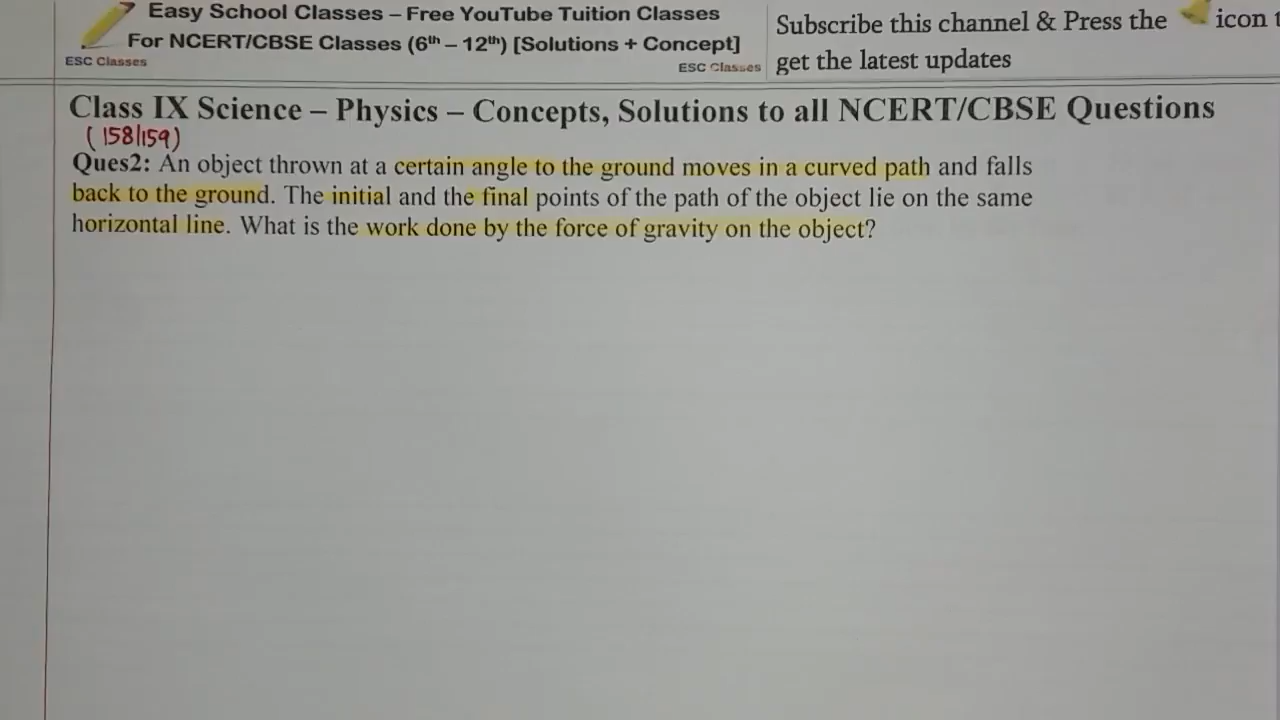 Easy School Classes – Free YouTube Tuition Classes
For NCERT/CBSE Classes (6th – 12th) [Solutions + Concept]
ESC Classes
ESC Classes
Subscribe this channel & Press the icon
get the latest updates
Class IX Science – Physics – Concepts, Solutions to all NCERT/CBSE Questions
(158/159)
Ques2: An object thrown at a certain angle to the ground moves in a curved path and falls
back to the ground. The initial and the final points of the path of the object lie on the same
horizontal line. What is the work done by the force of gravity on the object?